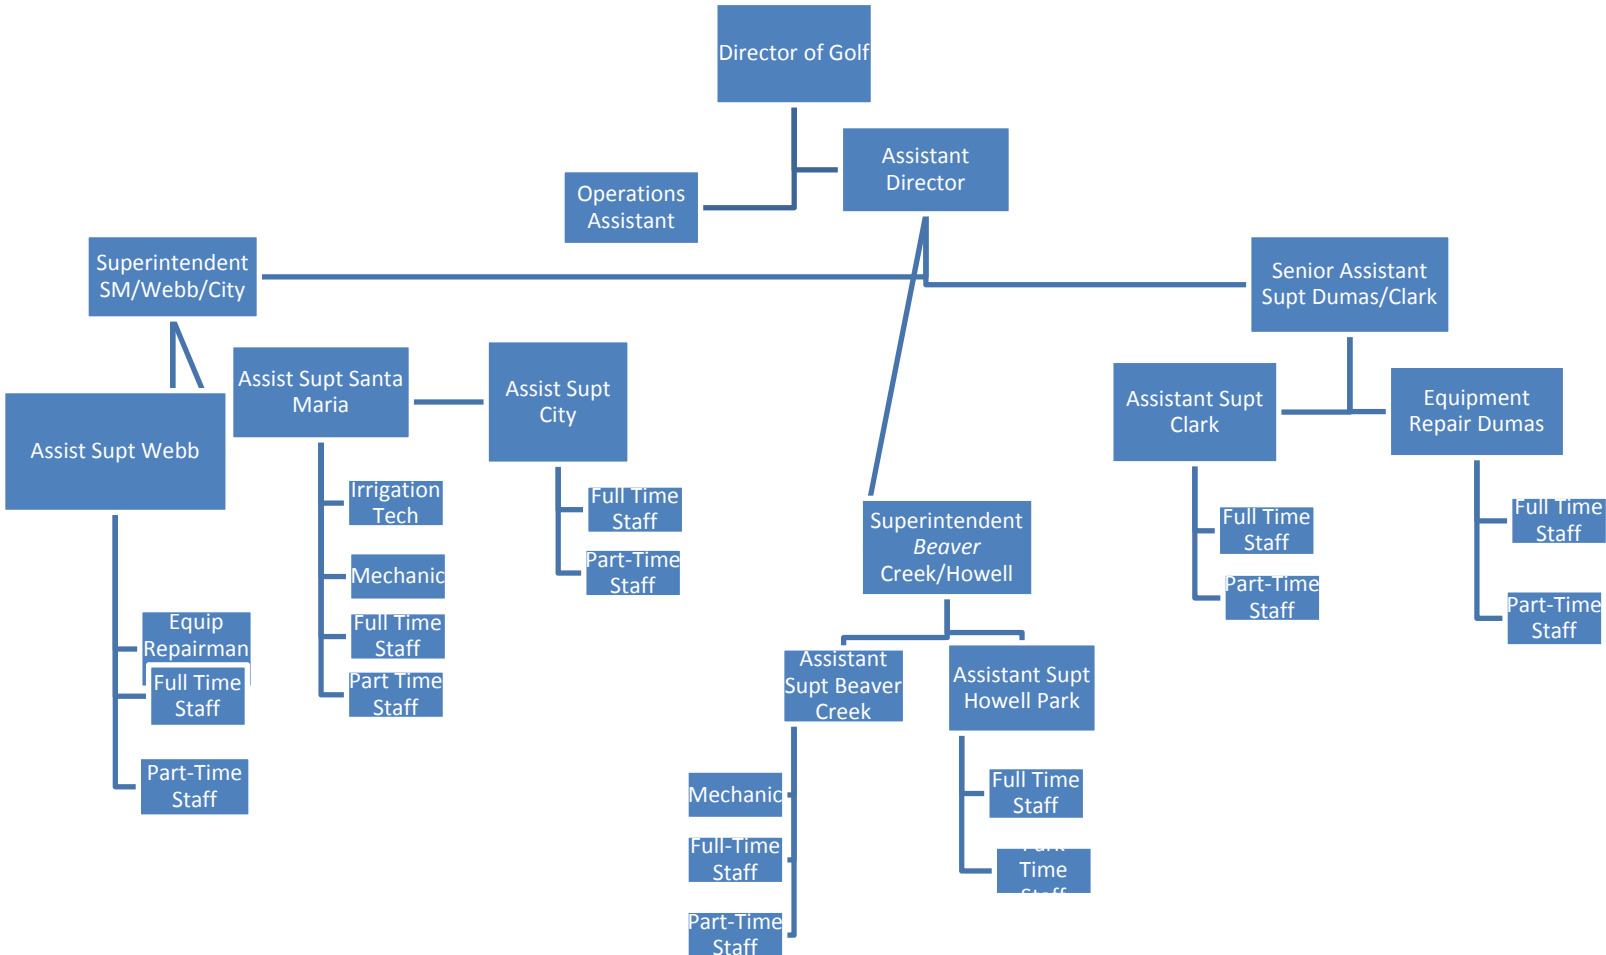 Director of Golf
Assistant
Director
Operations
Assistant
Superintendent
SM/Webb/City
Senior Assistant
Supt Dumas/Clark
Assist Supt Webb
Assist Supt Santa
Maria
Assist Supt
City
Assistant Supt
Clark
Equipment
Repair Dumas
Irrigation
Tech
Mechanic
Full Time
Staff
Part Time
Staff
Full Time
Staff
Part-Time
Staff
Equip
Repairman
Full Time
Staff
Part-Time
Staff
Superintendent
Beaver
Creek/Howell
Full Time
Staff
Part-Time
Staff
Full Time
Staff
Part-Time
Staff
Assistant
Supt Beaver
Creek
Assistant Supt
Howell Park
Mechanic
Full-Time
Staff
Part-Time
Staff
Full Time
Staff
Time
Staff